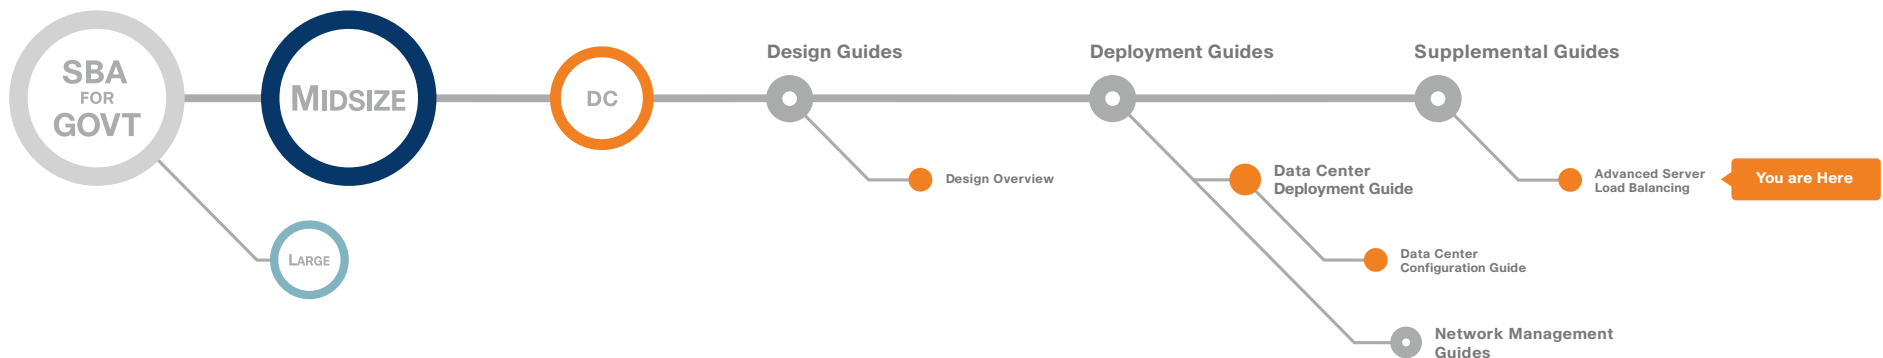 SBA
FOR
GOVT
MIDSIZE
LARGE
DC
Design Guides
Design Overview
Deployment Guides
Data Center
Deployment Guide
Data Center
Configuration Guide
Network Management
Guides
Supplemental Guides
Advanced Server
Load Balancing
You are Here